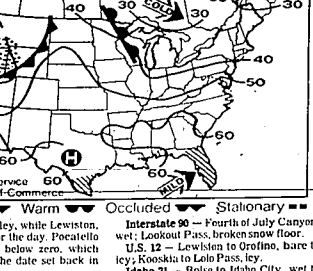 30
COLD
30
30
40
40
50
60
60
60
60
H
MILD
ervice
f Commerce
Warm Occluded Stationary
ley, while Lewiston,
or the day. Pocatello
below zero, which
he date set back in
Interstate 90 — Fourth of July Canyon
wet; Lookout Pass, broken snow floor.
U.S. 12 — Lewiston to Orofino, bare t
icy; Kooskia to Lolo Pass, icy.
Idaho 21 — Boise to Idaho City, wet